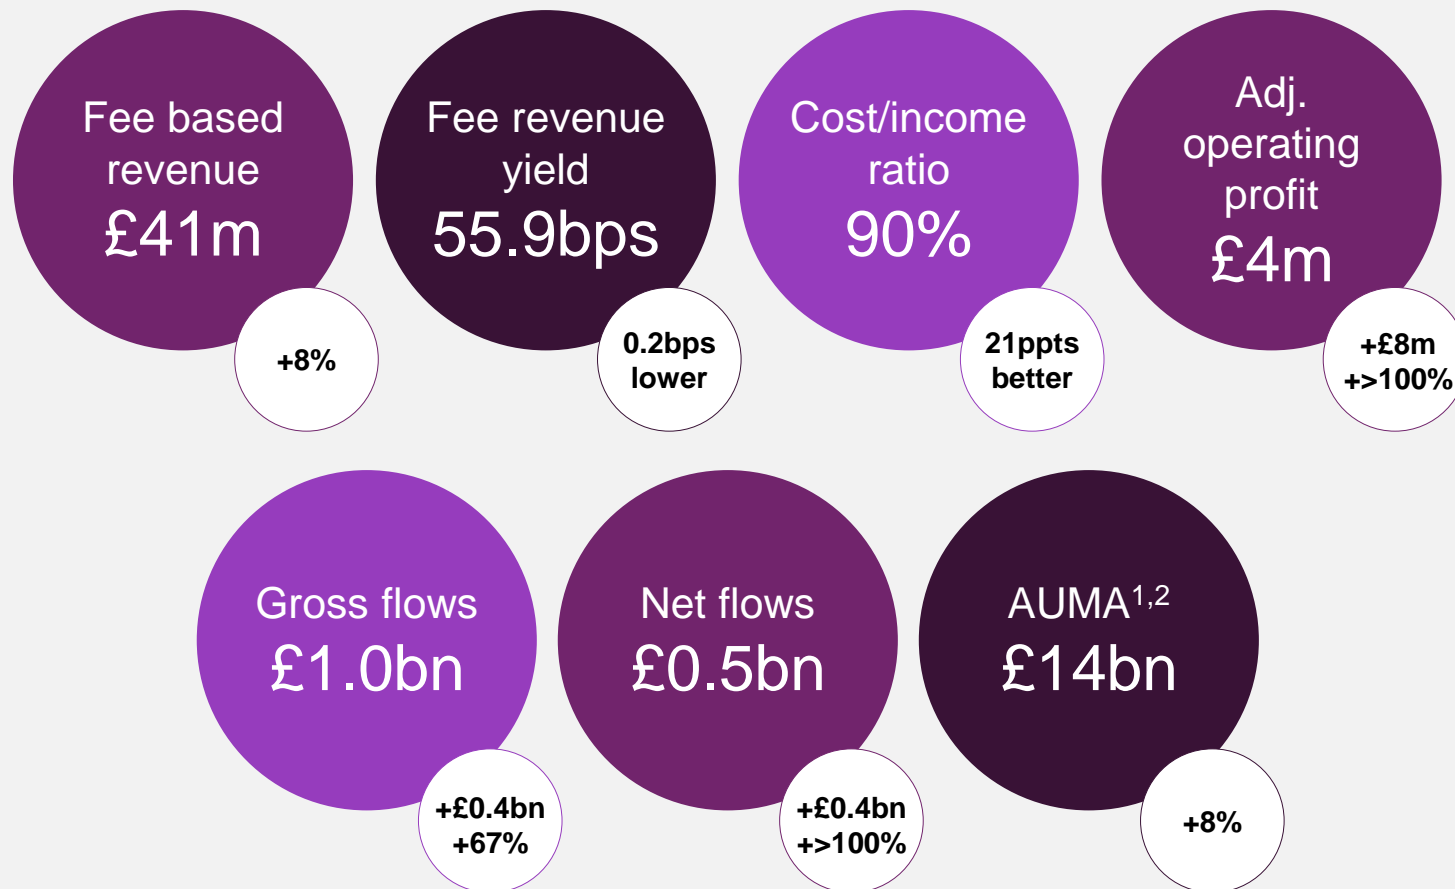 Fee based
revenue
£41m
+8%
Fee revenue
yield
55.9bps
0.2bps
lower
Cost/income
ratio
90%
21ppts
better
Adj.
operating
profit
£4m
+£8m
+>100%
Gross flows
£1.0bn
+£0.4bn
+67%
Net flows
£0.5bn
+£0.4bn
+>100%
AUMA1,2
£14bn
+8%